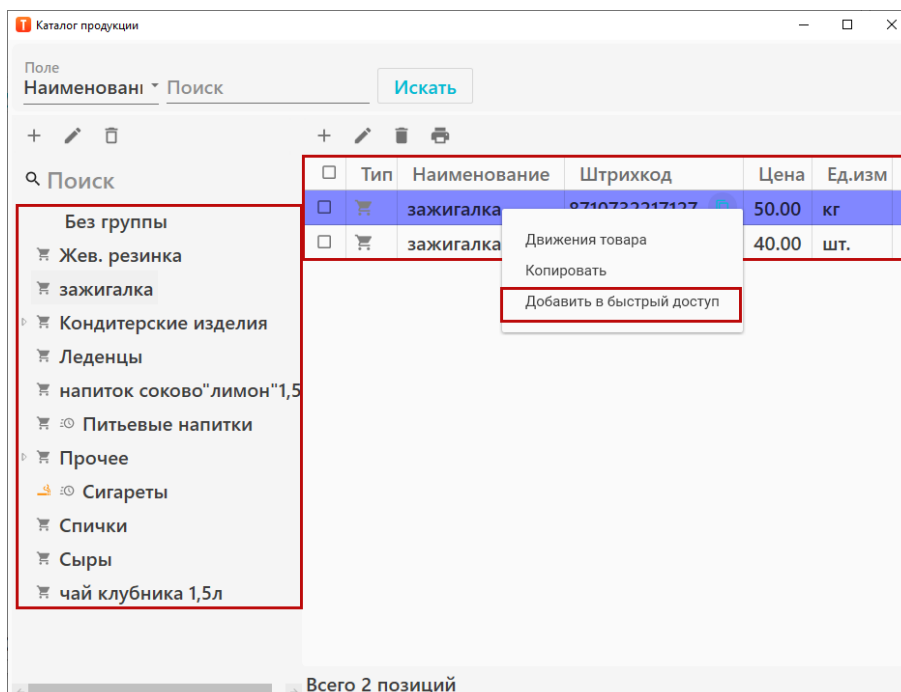 Каталог продукции
Поле
Наименовани Поиск Искать
Поиск
Без группы
Жев. резинка
зажигалка
Кондитерские изделия
Леденцы
напиток соково"лимон"1,5
Питьевые напитки
Прочее
Сигареты
Спички
Сыры
чай клубника 1,5л
Тип Наименование Штрихкод Цена Ед.изм
зажигалка 8710732217127 50.00 кг
зажигалка 40.00 шт.
Движения товара
Копировать
Добавить в быстрый доступ
Всего 2 позиций